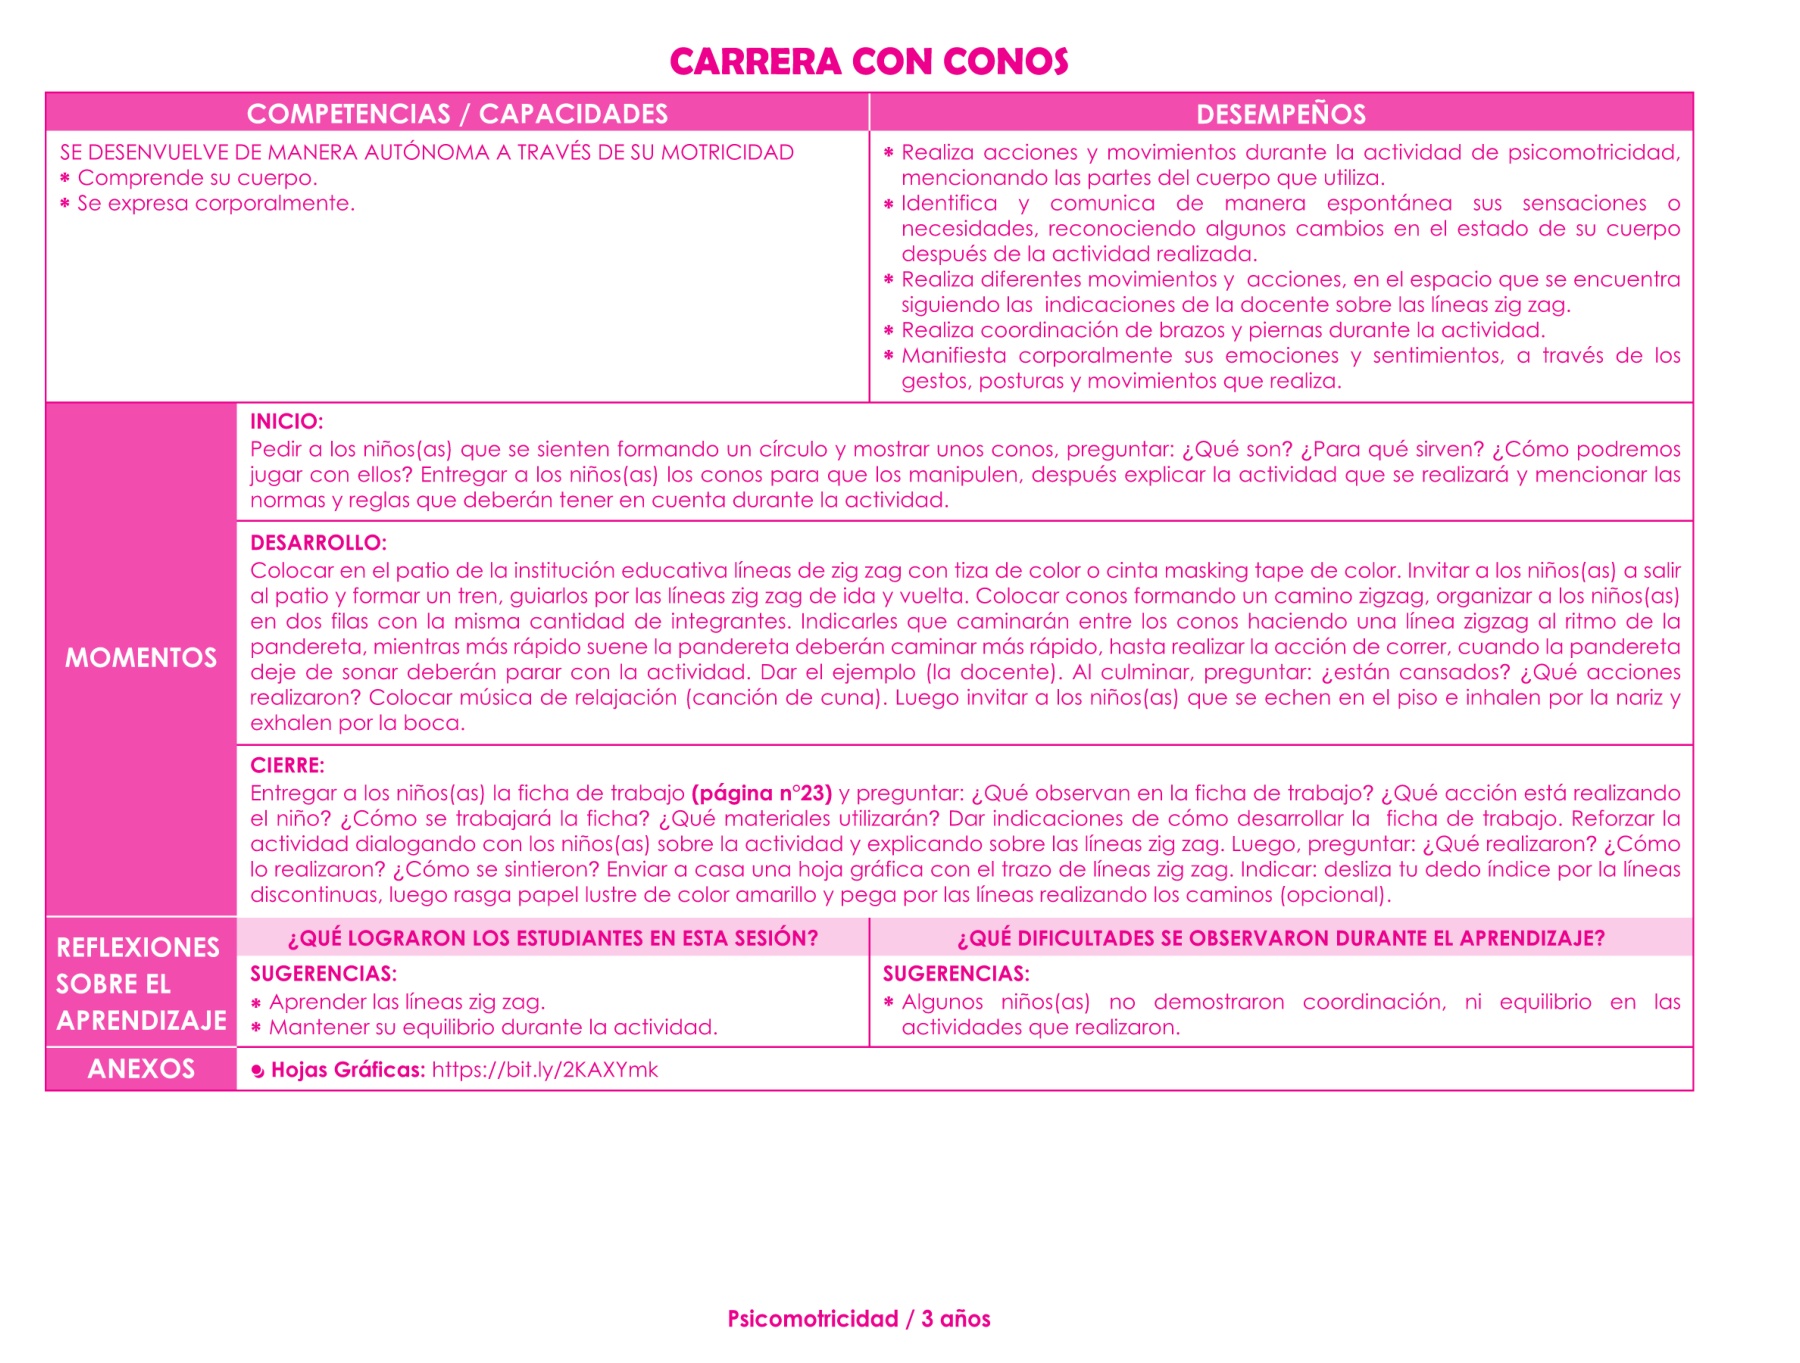 CARRERA CON CONOS
COMPETENCIAS / CAPACIDADES
SE DESENVUELVE DE MANERA AUTÓNOMA A TRAVÉS DE SU MOTRICIDAD
* Comprende su cuerpo.
* Se expresa corporalmente.
DESEMPEÑOS
* Realiza acciones y movimientos durante la actividad de psicomotricidad,
mencionando las partes del cuerpo que utiliza.
* Identifica y comunica de manera espontánea sus sensaciones o
necesidades, reconociendo algunos cambios en el estado de su cuerpo
después de la actividad realizada.
* Realiza diferentes movimientos y acciones, en el espacio que se encuentra
siguiendo las indicaciones de la docente sobre las líneas zig zag.
* Realiza coordinación de brazos y piernas durante la actividad.
* Manifiesta corporalmente sus emociones y sentimientos, a través de los
gestos, posturas y movimientos que realiza.
MOMENTOS
INICIO:
Pedir a los niños(as) que se sienten formando un círculo y mostrar unos conos, preguntar: ¿Qué son? ¿Para qué sirven? ¿Cómo podremos
jugar con ellos? Entregar a los niños(as) los conos para que los manipulen, después explicar la actividad que se realizará y mencionar las
normas y reglas que deberán tener en cuenta durante la actividad.
DESARROLLO:
Colocar en el patio de la institución educativa líneas de zig zag con tiza de color o cinta masking tape de color. Invitar a los niños(as) a salir
al patio y formar un tren, guiarlos por las líneas zig zag de ida y vuelta. Colocar conos formando un camino zigzag, organizar a los niños(as)
en dos filas con la misma cantidad de integrantes. Indicarles que caminarán entre los conos haciendo una línea zigzag al ritmo de la
pandereta, mientras más rápido suene la pandereta deberán caminar más rápido, hasta realizar la acción de correr, cuando la pandereta
deje de sonar deberán parar con la actividad. Dar el ejemplo (la docente). Al culminar, preguntar: ¿están cansados? ¿Qué acciones
realizaron? Colocar música de relajación (canción de cuna). Luego invitar a los niños(as) que se echen en el piso e inhalen por la nariz y
exhalen por la boca.
CIERRE:
Entregar a los niños(as) la ficha de trabajo (página n°23) y preguntar: ¿Qué observan en la ficha de trabajo? ¿Qué acción está realizando
el niño? ¿Cómo se trabajará la ficha? ¿Qué materiales utilizarán? Dar indicaciones de cómo desarrollar la ficha de trabajo. Reforzar la
actividad dialogando con los niños(as) sobre la actividad y explicando sobre las líneas zig zag. Luego, preguntar: ¿Qué realizaron? ¿Cómo
lo realizaron? ¿Cómo se sintieron? Enviar a casa una hoja gráfica con el trazo de líneas zig zag. Indicar: desliza tu dedo índice por la líneas
discontinuas, luego rasga papel lustre de color amarillo y pega por las líneas realizando los caminos (opcional).
REFLEXIONES
SOBRE EL
APRENDIZAJE
¿QUÉ LOGRARON LOS ESTUDIANTES EN ESTA SESIÓN?
SUGERENCIAS:
* Aprender las líneas zig zag.
* Mantener su equilibrio durante la actividad.
¿QUÉ DIFICULTADES SE OBSERVARON DURANTE EL APRENDIZAJE?
SUGERENCIAS:
* Algunos niños(as) no demostraron coordinación, ni equilibrio en las
actividades que realizaron.
ANEXOS
Hojas Gráficas: https://bit.ly/2KAXYmk
Psicomotricidad / 3 años